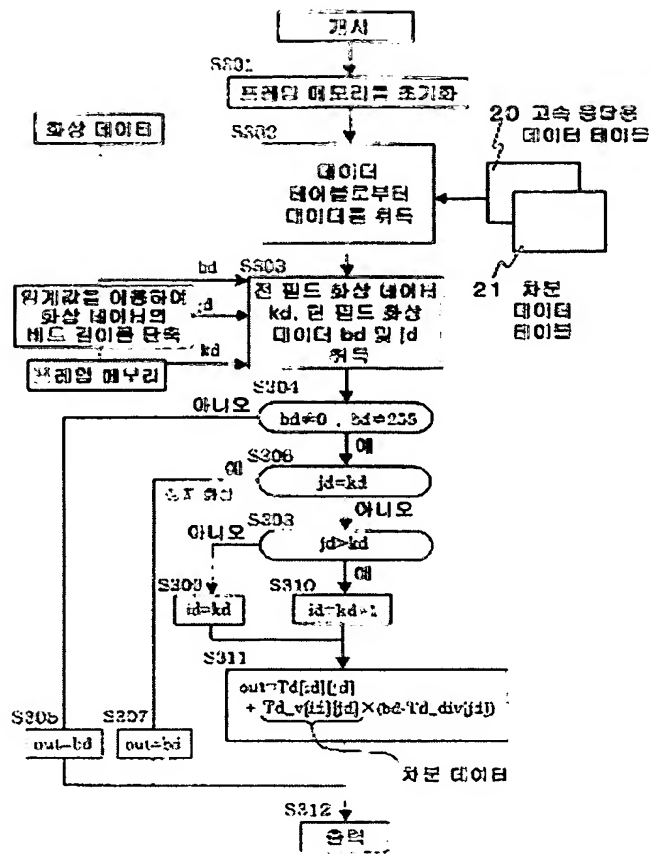 개시
S301
프레임 메모리를 초기화
화상 데이터
S302
20 고속 응답용
데이터 테이블
데이터
테이블로부터
데이터를 취득
21 차분
데이터
테이블
bd
S303
임계값을 이용하여
화상 데이터의
비트 길이를 단축
jd
전 필드 화상 데이터
kd, 현 필드 화상
데이터 bd 및 jd
취득
kd
프레임 메모리
S304
아니오
bd≠0 , bd≠255
예
S306
예
정지 화상
jd=kd
아니오
S308
아니오
jd>kd
예
S309
S310
id=kd
id=kd+1
S311
out=Td[id][jd]
+ Td_v[id][jd]×(bd-Td_div[jd])
S305
S307
out=bd
out=bd
차분 데이터
S312
출력